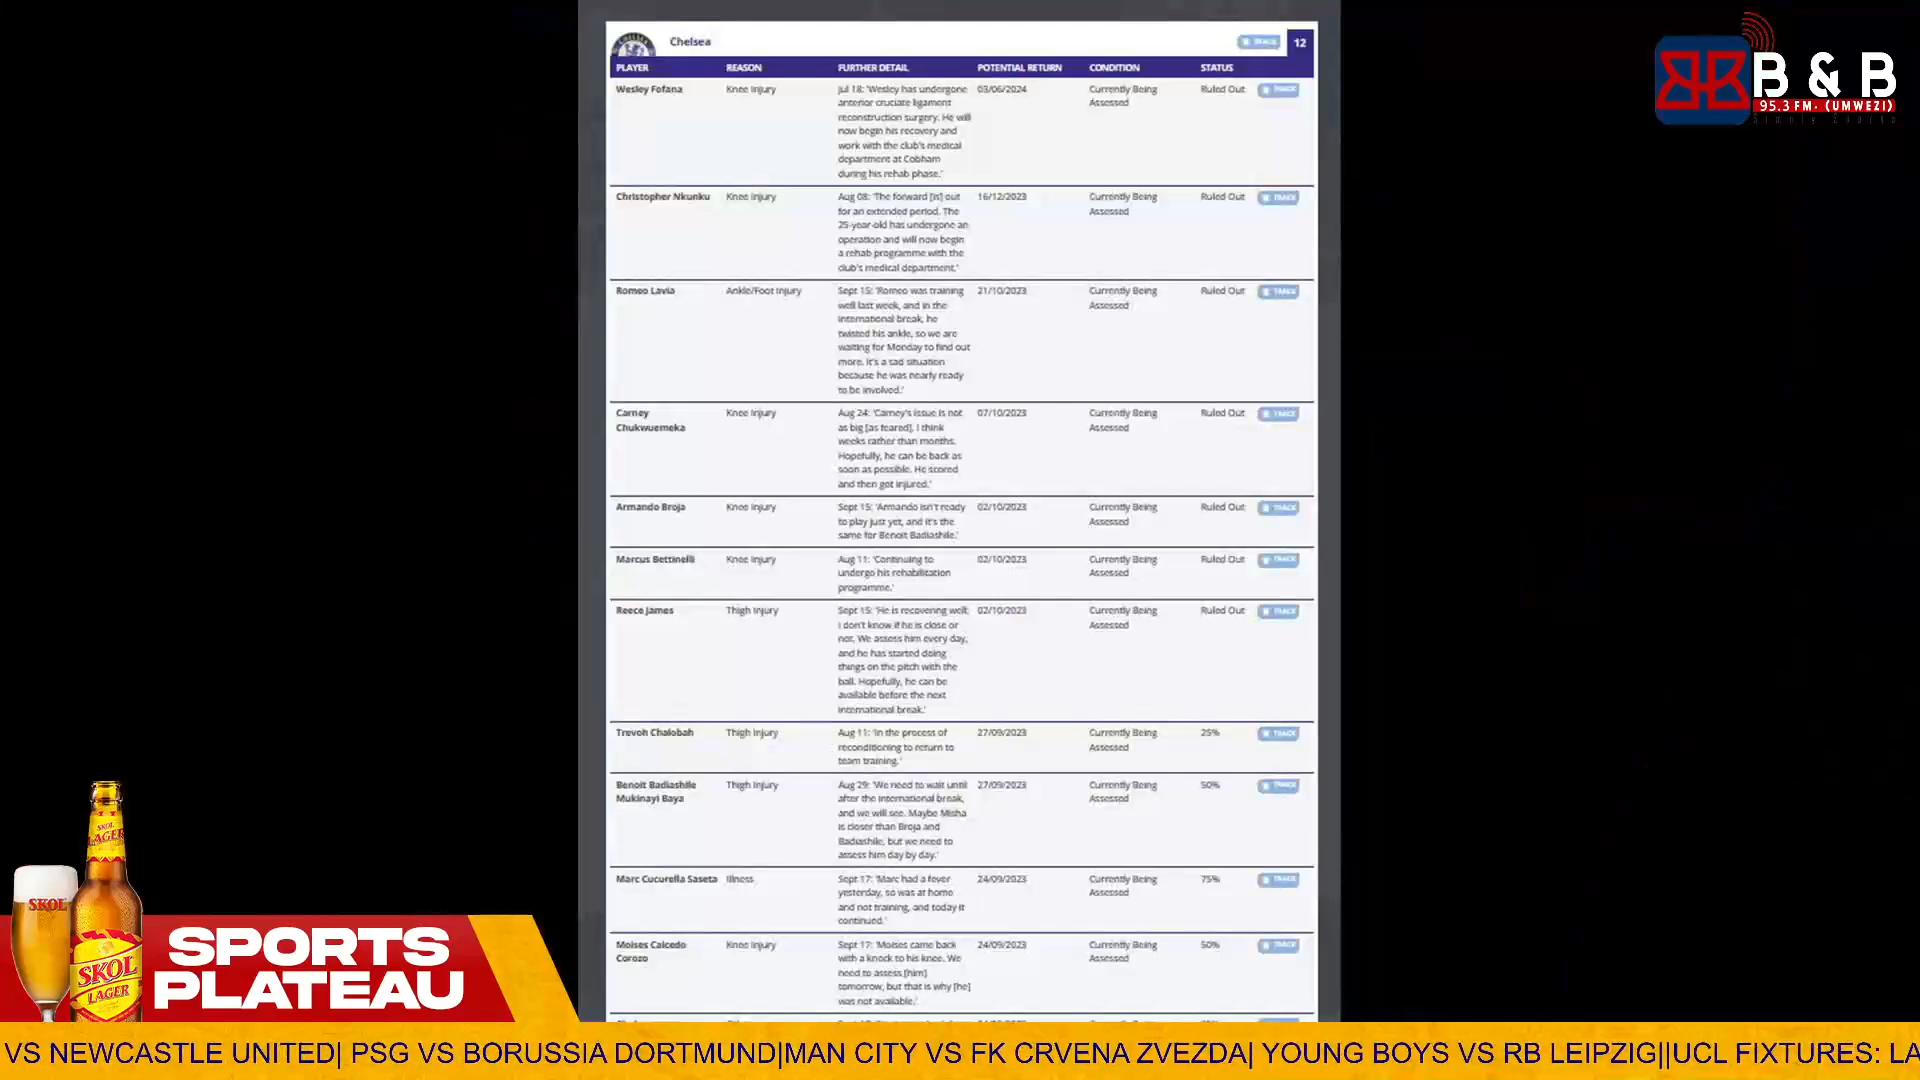 Chelsea TRACK 12
PLAYER REASON FURTHER DETAIL POTENTIAL RETURN CONDITION STATUS
Wesley Fofana Knee Injury Jul 18: 'Wesley has undergone 03/06/2024 Currently Being Ruled Out TRACK
anterior cruciate ligament Assessed
reconstruction surgery. He will
now begin his recovery and
work with the club's medical
department at Cobham
during his rehab phase.'
Christopher Nkunku Knee Injury Aug 08: 'The forward [is] out 16/12/2023 Currently Being Ruled Out TRACK
for an extended period. The Assessed
25-year-old has undergone an
operation and will now begin
a rehab programme with the
club's medical department.'
Romeo Lavia Ankle/Foot Injury Sept 15: 'Romeo was training 21/10/2023 Currently Being Ruled Out TRACK
well last week, and in the Assessed
international break, he
twisted his ankle, so we are
waiting for Monday to find out
more. It's a sad situation
because he was nearly ready
to be involved.'
Carney Knee Injury Aug 24: 'Carney's issue is not 07/10/2023 Currently Being Ruled Out TRACK
Chukwuemeka as big [as feared]. I think Assessed
weeks rather than months.
Hopefully, he can be back as
soon as possible. He scored
and then got injured.'
Armando Broja Knee Injury Sept 15: 'Armando isn't ready 02/10/2023 Currently Being Ruled Out TRACK
to play just yet, and it's the Assessed
same for Benoit Badiashile.'
Marcus Bettinelli Knee Injury Aug 11: 'Continuing to 02/10/2023 Currently Being Ruled Out TRACK
undergo his rehabilitation Assessed
programme.'
Reece James Thigh Injury Sept 15: 'He is recovering well; 02/10/2023 Currently Being Ruled Out TRACK
I don't know if he is close or Assessed
not. We assess him every day,
and he has started doing
things on the pitch with the
ball. Hopefully, he can be
available before the next
international break.'
Trevoh Chalobah Thigh Injury Aug 11: 'In the process of 27/09/2023 Currently Being 25% TRACK
reconditioning to return to Assessed
team training.'
Benoit Badiashile Thigh Injury Aug 29: 'We need to wait until 27/09/2023 Currently Being 50% TRACK
Mukinayi Baya after the international break, Assessed
and we will see. Maybe Misha
is closer than Broja and
Badiashile, but we need to
assess him day by day.'
Marc Cucurella Saseta Illness Sept 17: 'Marc had a fever 24/09/2023 Currently Being 75% TRACK
yesterday, so was at home Assessed
and not training, and today it
continued.'
Moises Caicedo Knee Injury Sept 17: 'Moises came back 24/09/2023 Currently Being 50% TRACK
Corozo with a knock to his knee. We Assessed
need to assess [him]
tomorrow, but that is why [he]
was not available.'
B & B
95.3 FM- (UMWEZI)
Simply Sports
SKOL
SKOL
LAGER
SKOL
LAGER
SPORTS
PLATEAU
VS NEWCASTLE UNITED| PSG VS BORUSSIA DORTMUND|MAN CITY VS FK CRVENA ZVEZDA| YOUNG BOYS VS RB LEIPZIG||UCL FIXTURES: LA